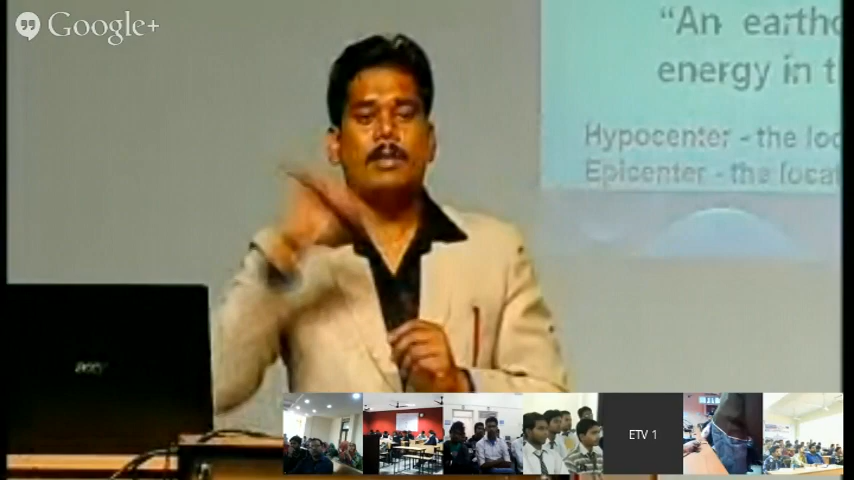 Google+
“An earthq
energy in t
Hypocenter - the loc
Epicenter - the locat
acer
ETV 1